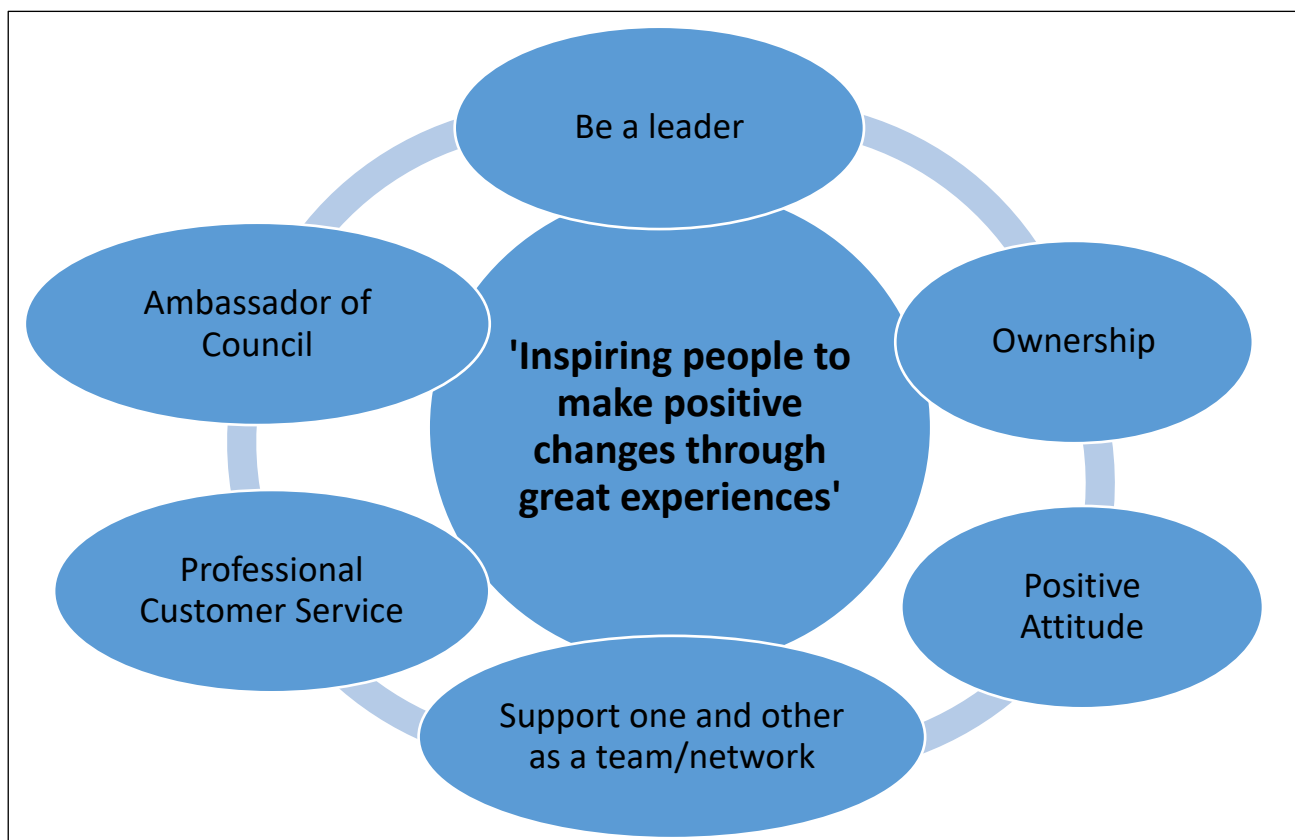 Be a leader
Ambassador of
Council
Ownership
'Inspiring people to
make positive
changes through
great experiences'
Professional
Customer Service
Positive
Attitude
Support one and other
as a team/network